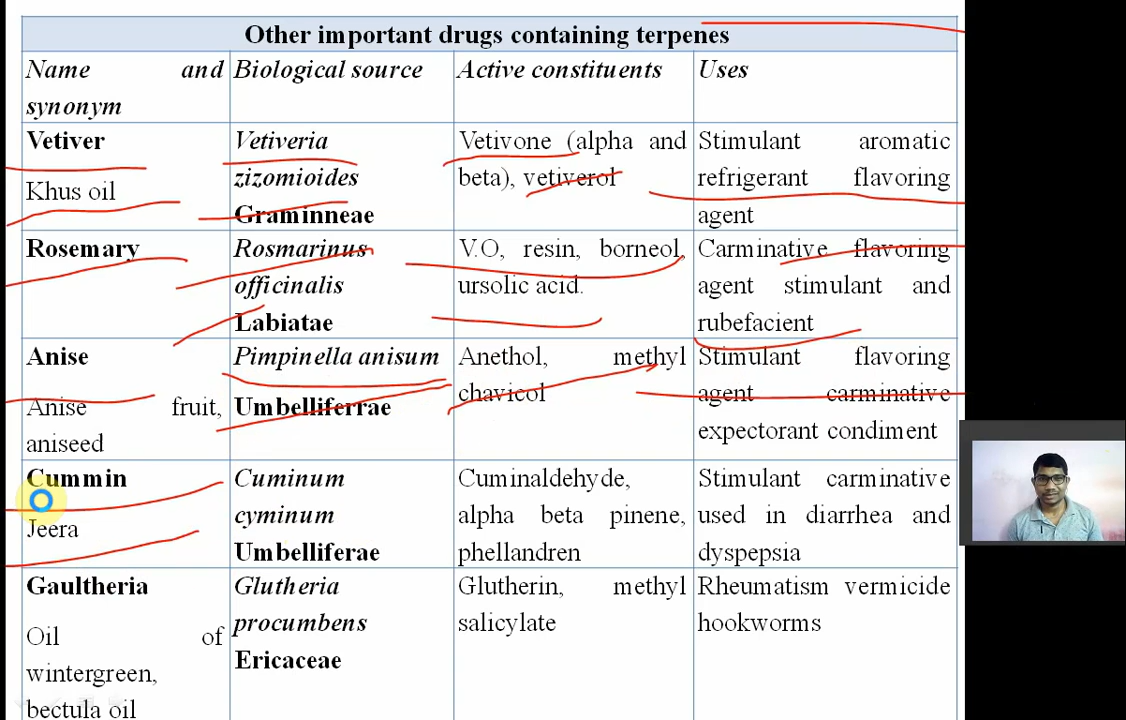 Other important drugs containing terpenes
Name and synonym
Biological source
Active constituents
Uses
Vetiver
Khus oil
Vetiveria
zizomioides
Graminneae
Vetivone (alpha and
beta), vetiverol
Stimulant aromatic
refrigerant flavoring
agent
Rosemary
Rosmarinus
officinalis
Labiatae
V.O, resin, borneol,
ursolic acid.
Carminative flavoring
agent stimulant and
rubefacient
Anise
Anise fruit,
aniseed
Pimpinella anisum
Umbelliferrae
Anethol, methyl
chavicol
Stimulant flavoring
agent carminative
expectorant condiment
Cummin
Jeera
Cuminum
cyminum
Umbelliferae
Cuminaldehyde,
alpha beta pinene,
phellandren
Stimulant carminative
used in diarrhea and
dyspepsia
Gaultheria
Oil of
wintergreen,
bectula oil
Glutheria
procumbens
Ericaceae
Glutherin, methyl
salicylate
Rheumatism vermicide
hookworms